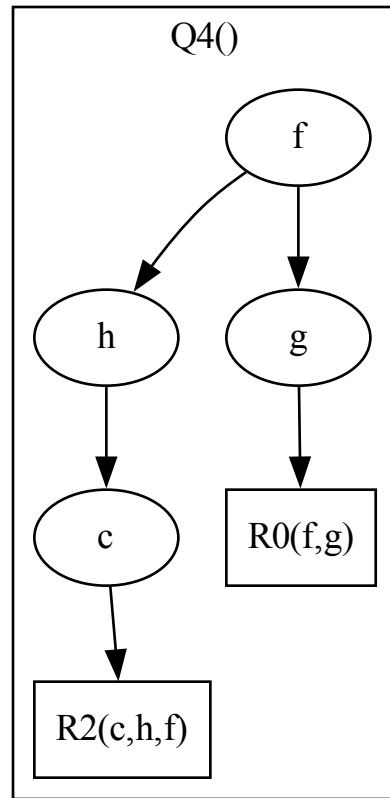 Q4()
f
h
g
c
R0(f,g)
R2(c,h,f)